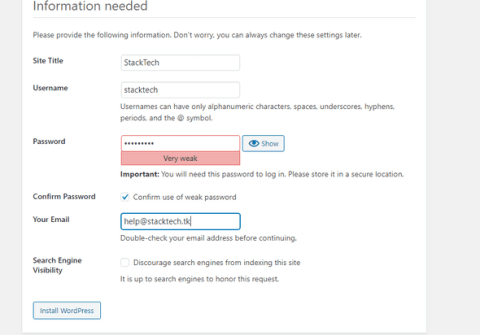 Information needed
Please provide the following information. Don't worry, you can always change these settings later.
Site Title
StackTech
Username
stacktech
Usernames can have only alphanumeric characters, spaces, underscores, hyphens,
periods, and the @ symbol.
Password
•••••••••
Show
Very weak
Important: You will need this password to log in. Please store it in a secure location.
Confirm Password
Confirm use of weak password
Your Email
help@stacktech.tk
Double-check your email address before continuing.
Search Engine
Visibility
Discourage search engines from indexing this site
It is up to search engines to honor this request.
Install WordPress